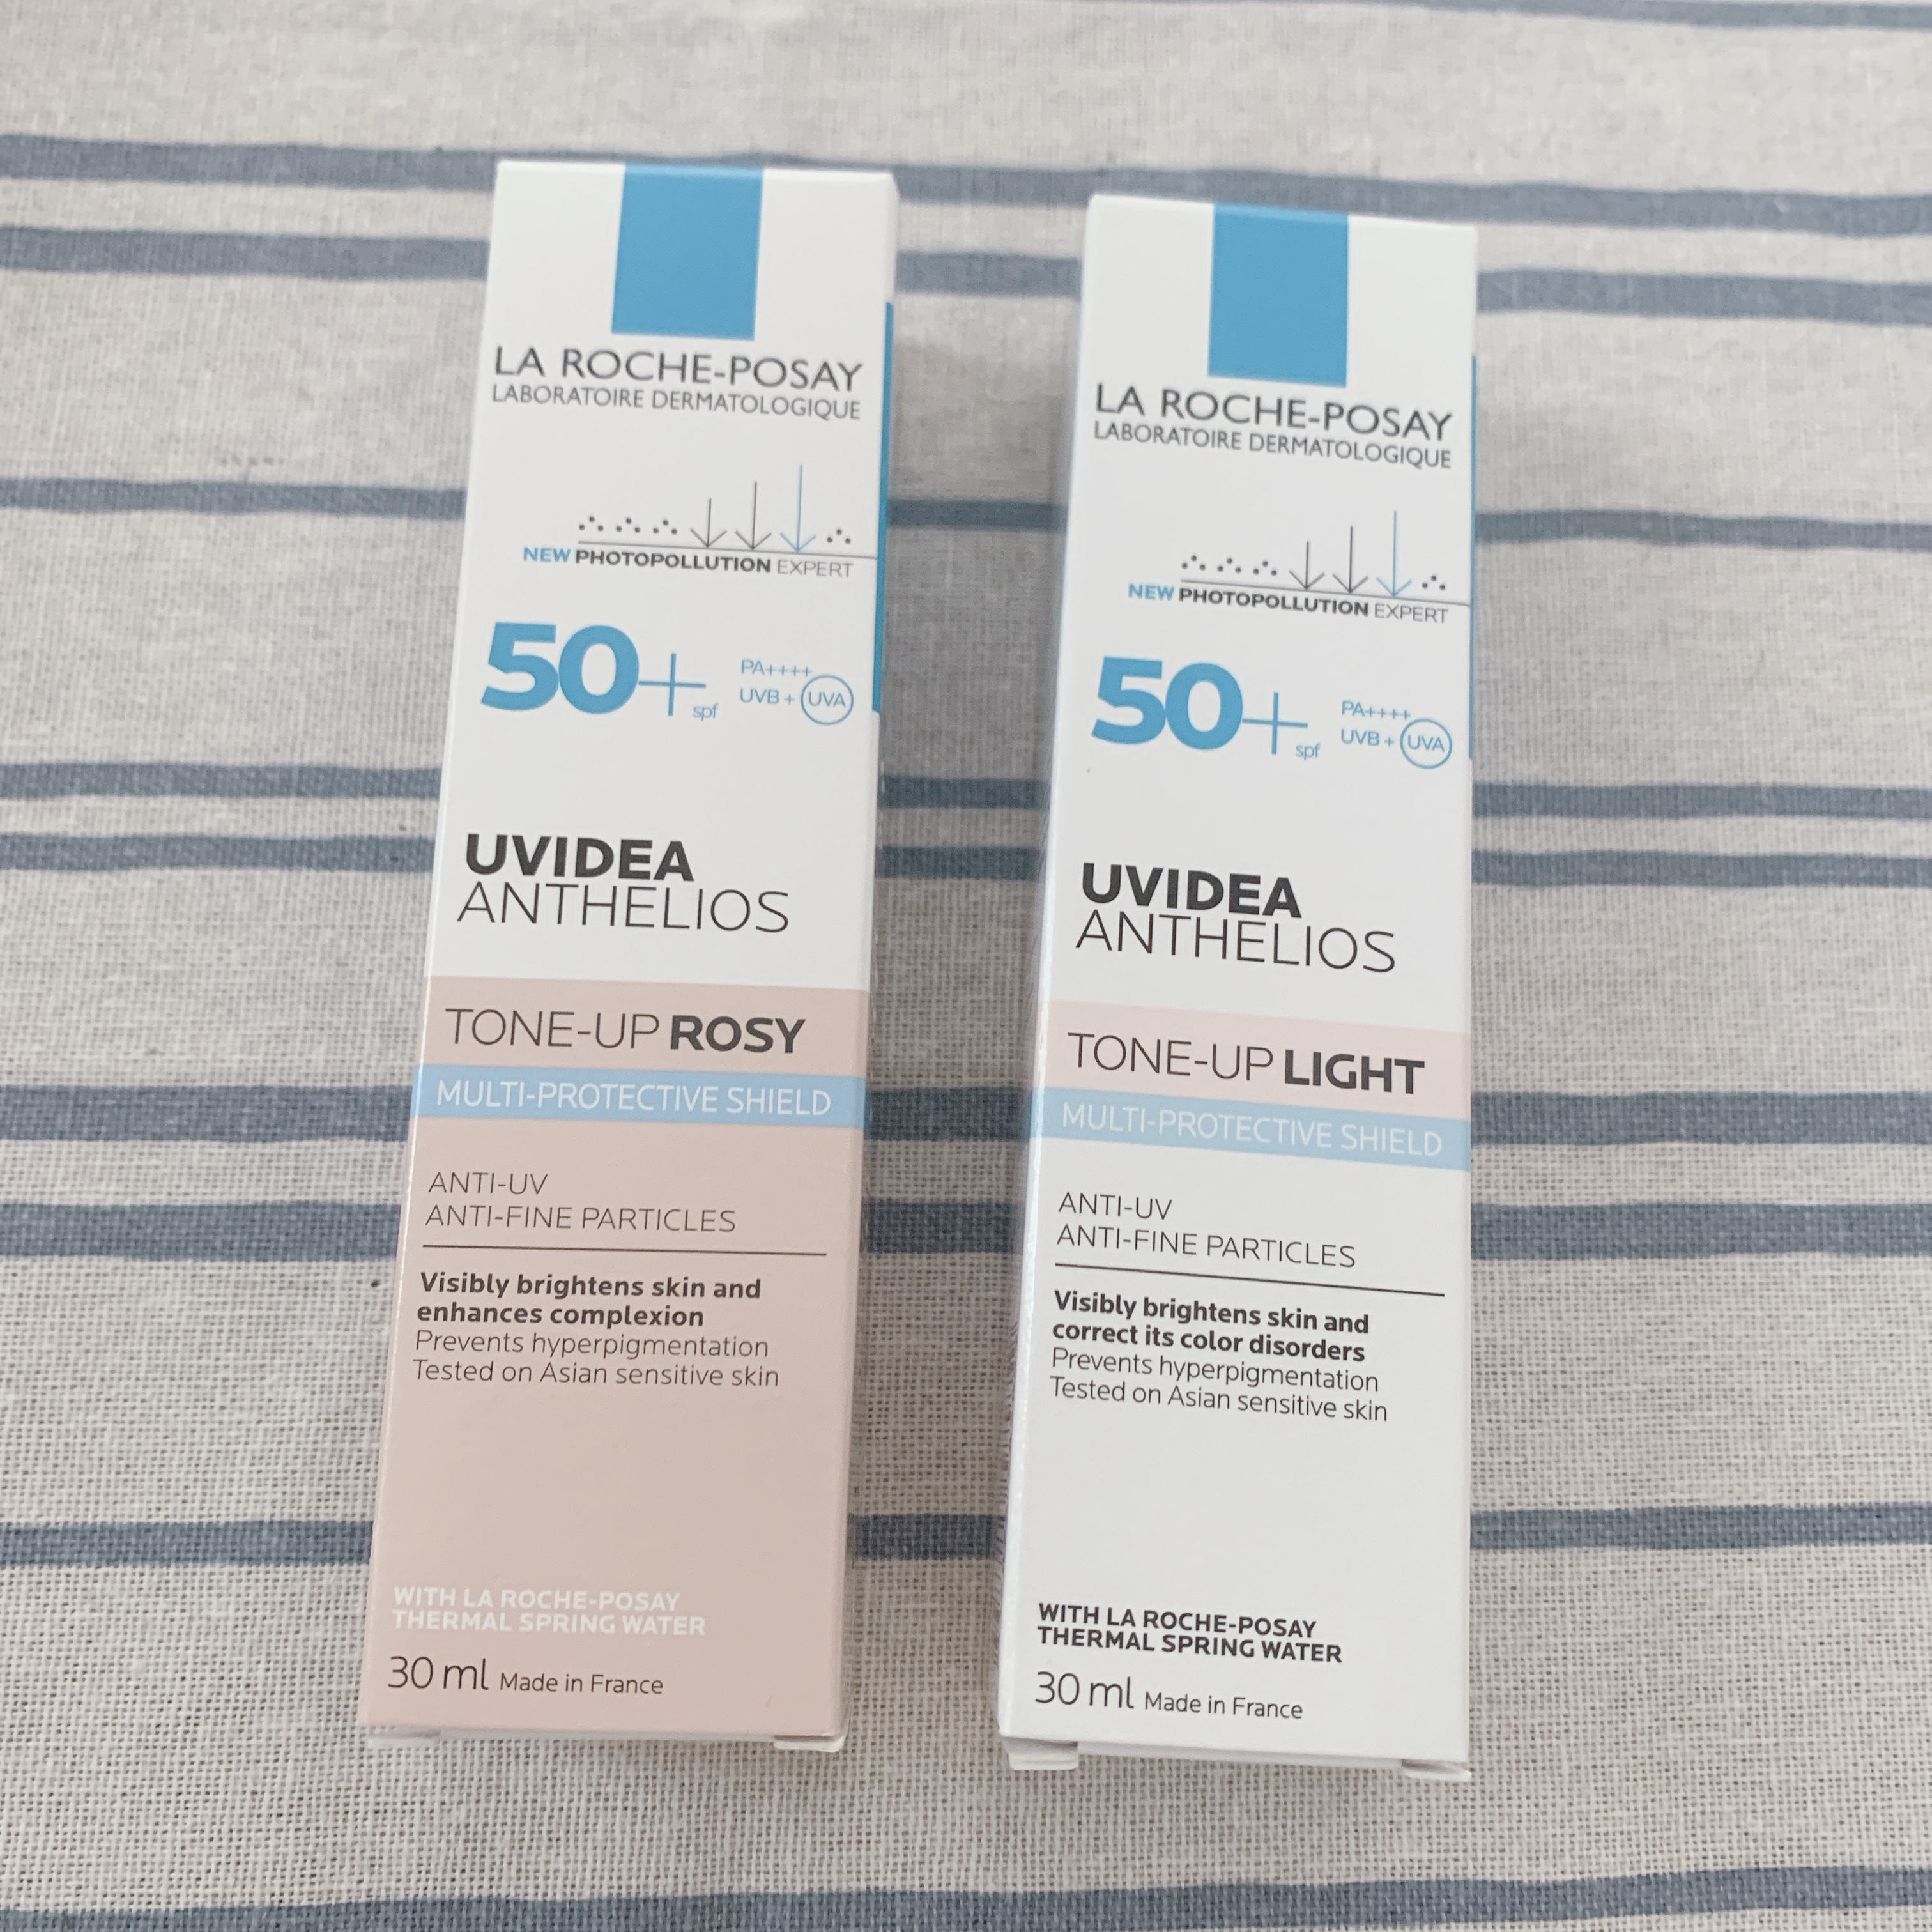 LA ROCHE-POSAY
LABORATOIRE DERMATOLOGIQUE
NEW PHOTOPOLLUTION EXPERT
50+ spf
PA++++
UVB + UVA
UVIDEA
ANTHELIOS
TONE-UP ROSY
MULTI-PROTECTIVE SHIELD
ANTI-UV
ANTI-FINE PARTICLES
Visibly brightens skin and
enhances complexion
Prevents hyperpigmentation
Tested on Asian sensitive skin
WITH LA ROCHE-POSAY
THERMAL SPRING WATER
30 ml Made in France
LA ROCHE-POSAY
LABORATOIRE DERMATOLOGIQUE
NEW PHOTOPOLLUTION EXPERT
50+ spf
PA++++
UVB + UVA
UVIDEA
ANTHELIOS
TONE-UP LIGHT
MULTI-PROTECTIVE SHIELD
ANTI-UV
ANTI-FINE PARTICLES
Visibly brightens skin and
correct its color disorders
Prevents hyperpigmentation
Tested on Asian sensitive skin
WITH LA ROCHE-POSAY
THERMAL SPRING WATER
30 ml Made in France